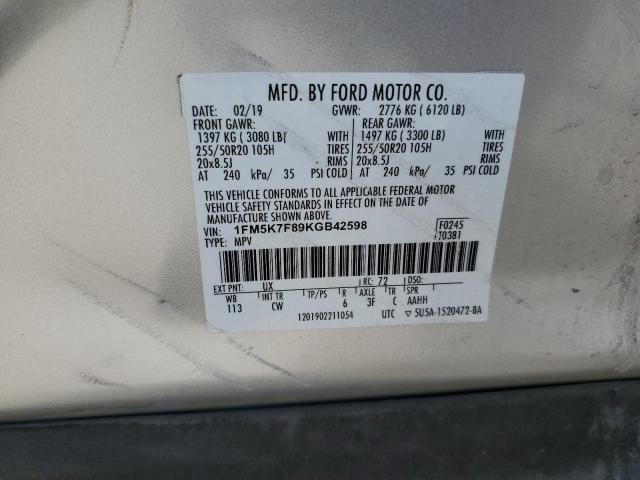 MFD. BY FORD MOTOR CO.
DATE: 02/19 GVWR: 2776 KG ( 6120 LB)
FRONT GAWR: REAR GAWR:
1397 KG ( 3080 LB) WITH 1497 KG ( 3300 LB) WITH
255/50R20 105H TIRES 255/50R20 105H TIRES
20x8.5J RIMS 20x8.5J RIMS
AT 240 kPa/ 35 PSI COLD AT 240 kPa/ 35 PSI COLD
THIS VEHICLE CONFORMS TO ALL APPLICABLE FEDERAL MOTOR
VEHICLE SAFETY STANDARDS IN EFFECT ON THE DATE OF
MANUFACTURE SHOWN ABOVE.
VIN: 1FM5K7F89KGB42598 F0245
TYPE: MPV T0381
EXT PNT: UX RC: 72 DSO:
WB INT TR TP/PS R AXLE TR SPR
113 CW 6 3F C AAHH
1201902211054 UTC ▽ 5U5A-1520472-BA